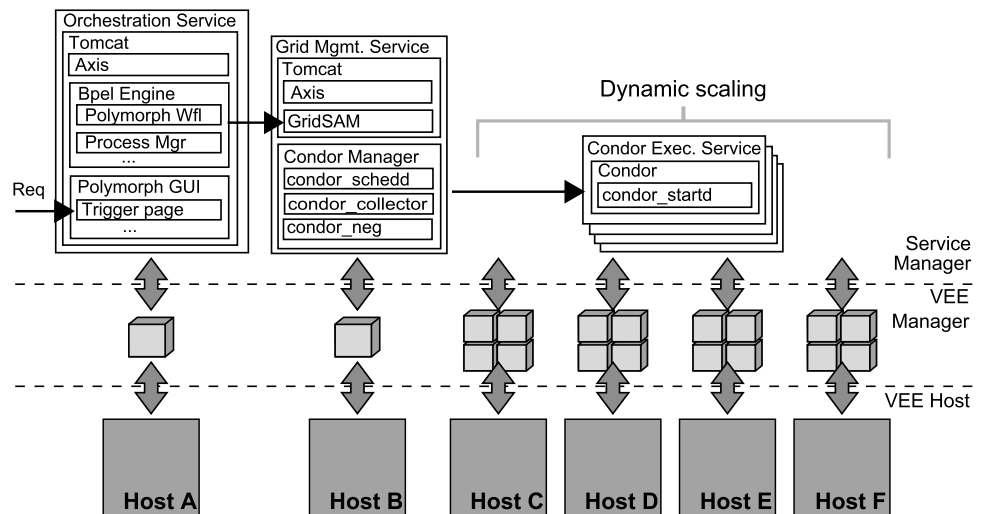 Orchestration Service
Tomcat
Axis
Bpel Engine
Polymorph Wfl
Process Mgr
...
Polymorph GUI
Trigger page
...
Req
Grid Mgmt. Service
Tomcat
Axis
GridSAM
Condor Manager
condor_schedd
condor_collector
condor_neg
Dynamic scaling
Condor Exec. Service
Condor
condor_startd
Service
Manager
VEE
Manager
VEE Host
Host A
Host B
Host C
Host D
Host E
Host F